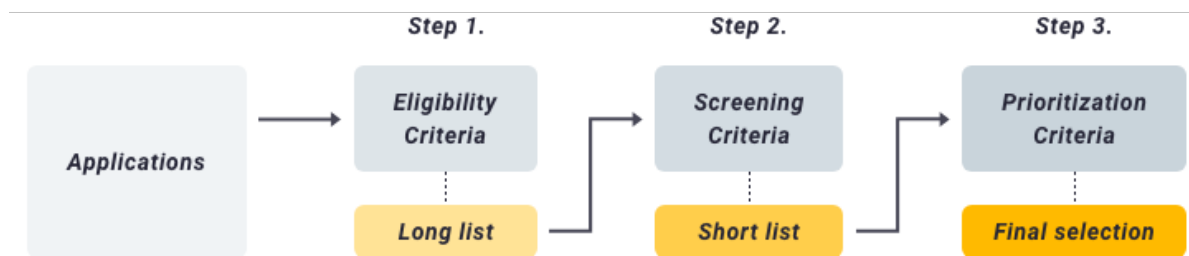 Step 1.
Step 2.
Step 3.
Applications
Eligibility
Criteria
Long list
Screening
Criteria
Short list
Prioritization
Criteria
Final selection